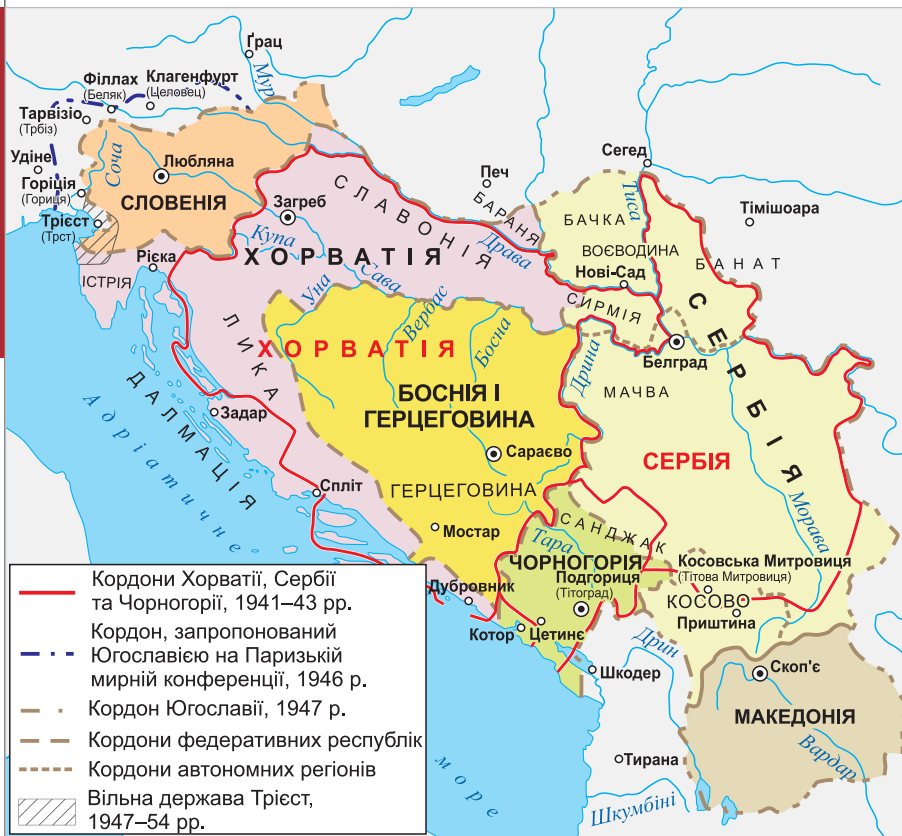 Ґрац
Мур
Філлах
(Беляк)
Клагенфурт
(Целовец)
Тарвізіо
(Трбіз)
Удіне
Соча
Любляна
Горіція
(Гориця)
СЛОВЕНІЯ
Трієст
(Трст)
ІСТРІЯ
Рієка
Загреб
Купа
ХОРВАТІЯ
СЛАВОНІЯ
Печ
БАРАНЯ
Драва
Сегед
Тиса
Тімішоара
БАЧКА
ВОЄВОДИНА
БАНАТ
Нові-Сад
СИРМІЯ
Сава
Уна
Вербас
Босна
Дрина
Белград
МАЧВА
СЕРБІЯ
ЛИКА
ХОРВАТІЯ
БОСНІЯ І
ГЕРЦЕГОВИНА
Задар
ДАЛМАЦІЯ
Адріатичне
море
Сараєво
СЕРБІЯ
Спліт
ГЕРЦЕГОВИНА
Мостар
САНДЖАК
Морава
Тара
ЧОРНОГОРІЯ
Подгориця
(Тітоград)
Косовська Митровиця
(Тітова Митровиця)
КОСОВО
Приштина
Дубровник
Котор
Цетинє
Дрин
Шкодер
Скоп'є
МАКЕДОНІЯ
Вардар
Тирана
Шкумбіні
Кордони Хорватії, Сербії
та Чорногорії, 1941–43 рр.
Кордон, запропонований
Югославією на Паризькій
мирній конференції, 1946 р.
Кордон Югославії, 1947 р.
Кордони федеративних республік
Кордони автономних регіонів
Вільна держава Трієст,
1947–54 рр.